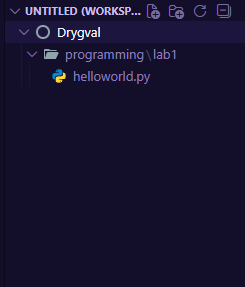 UNTITLED (WORKSP...
Drygval
programming\lab1
helloworld.py